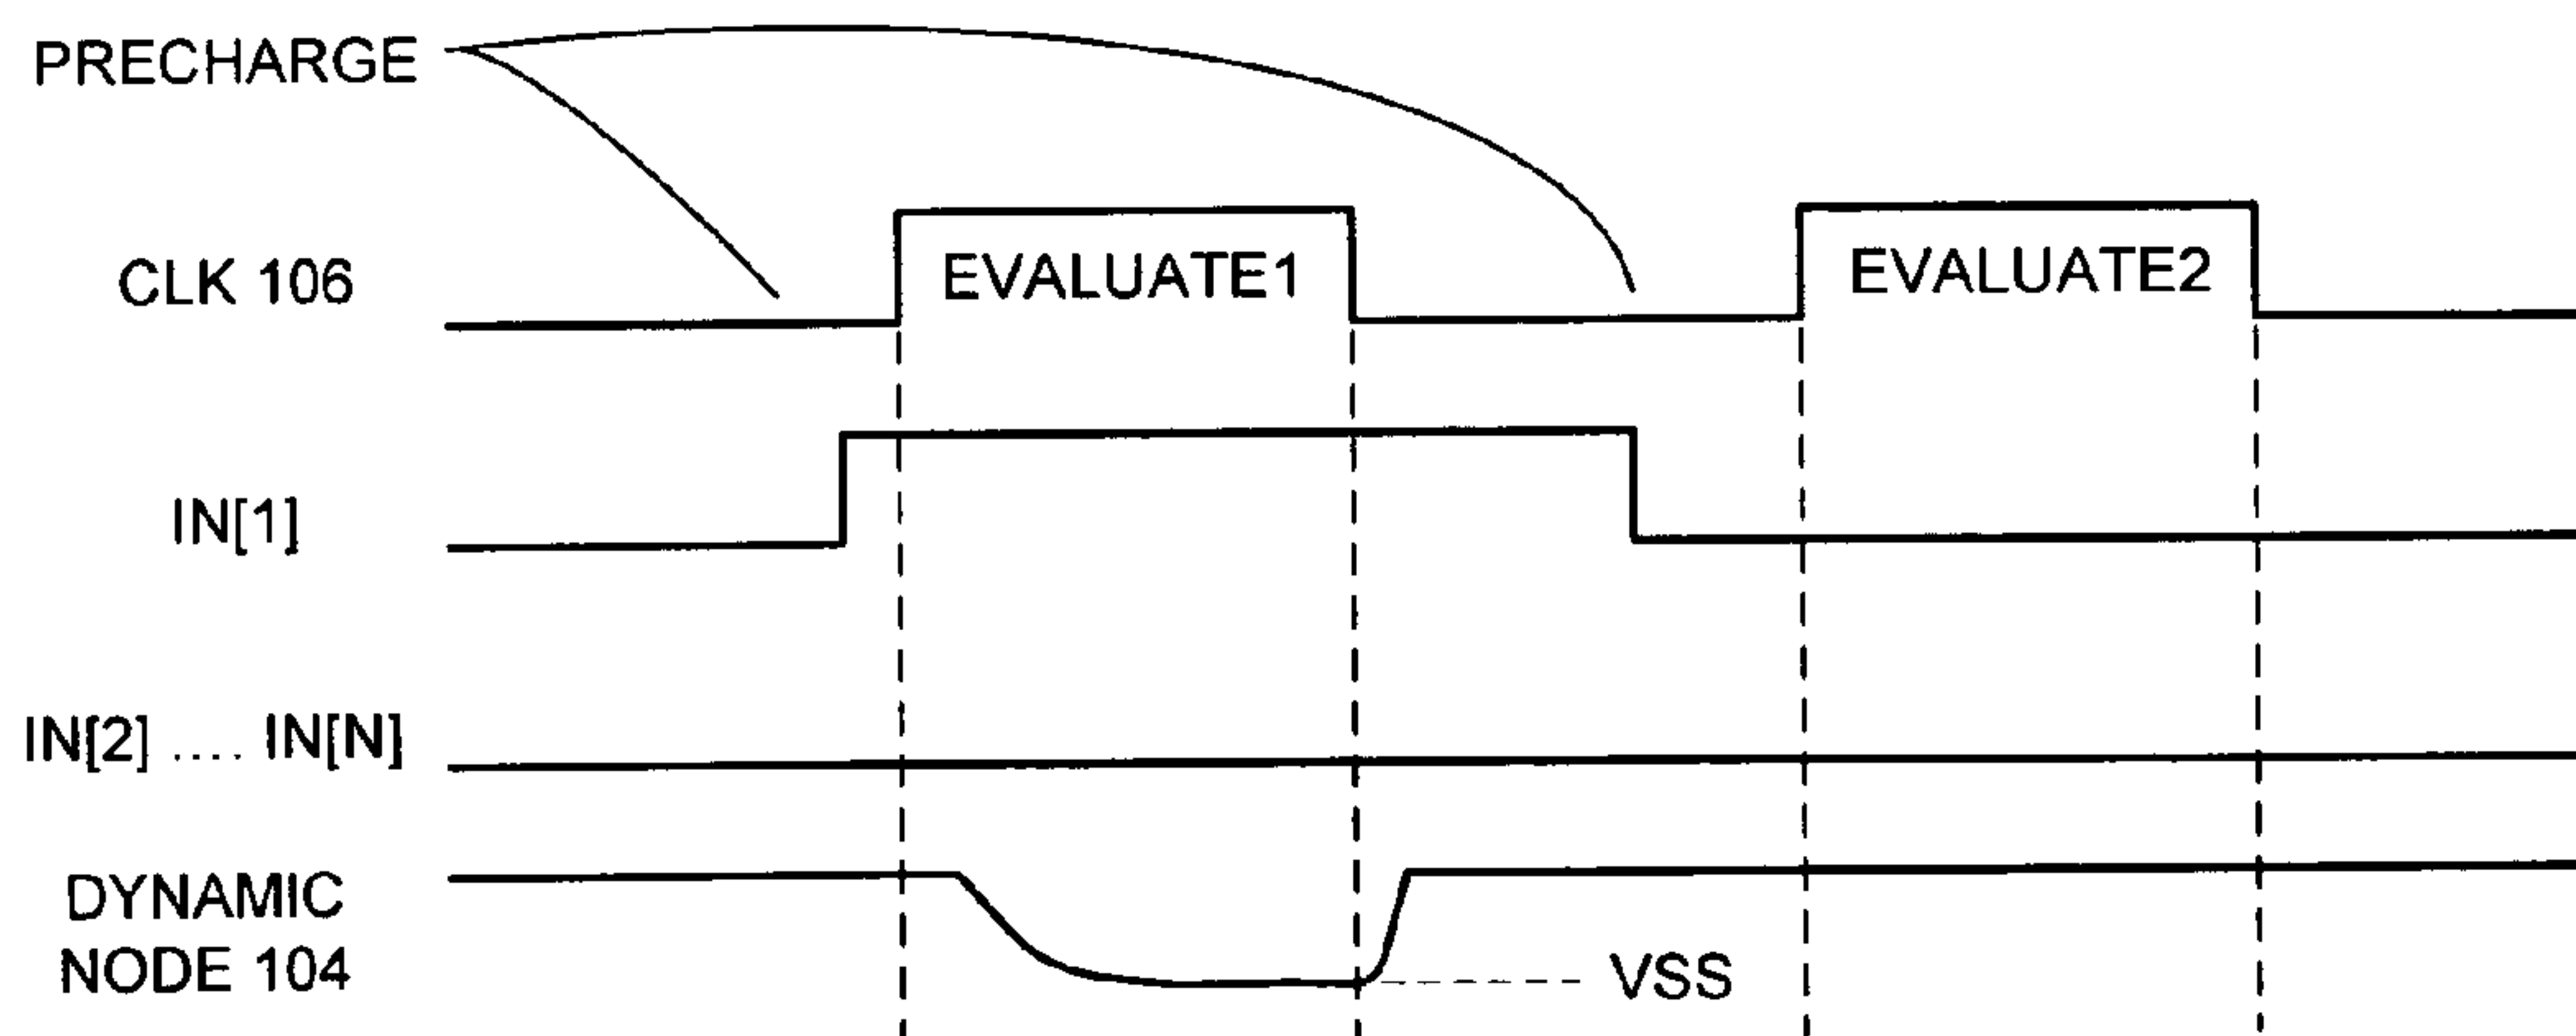 PRECHARGE
CLK 106
EVALUATE1
EVALUATE2
IN[1]
IN[2] .... IN[N]
DYNAMIC
NODE 104
VSS